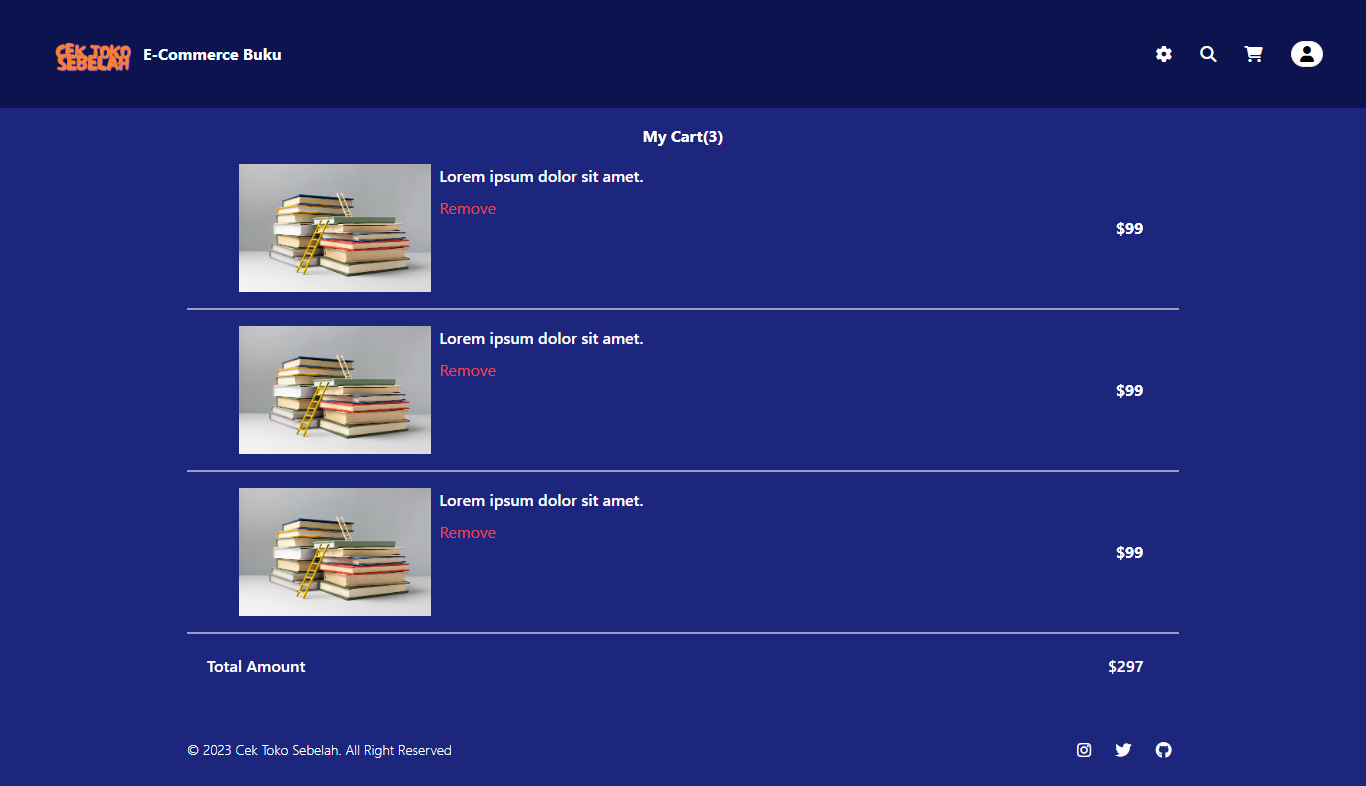 CEK TOKO
SEBELAH
E-Commerce Buku
My Cart(3)
Lorem ipsum dolor sit amet.
Remove
$99
Lorem ipsum dolor sit amet.
Remove
$99
Lorem ipsum dolor sit amet.
Remove
$99
Total Amount $297
© 2023 Cek Toko Sebelah. All Right Reserved